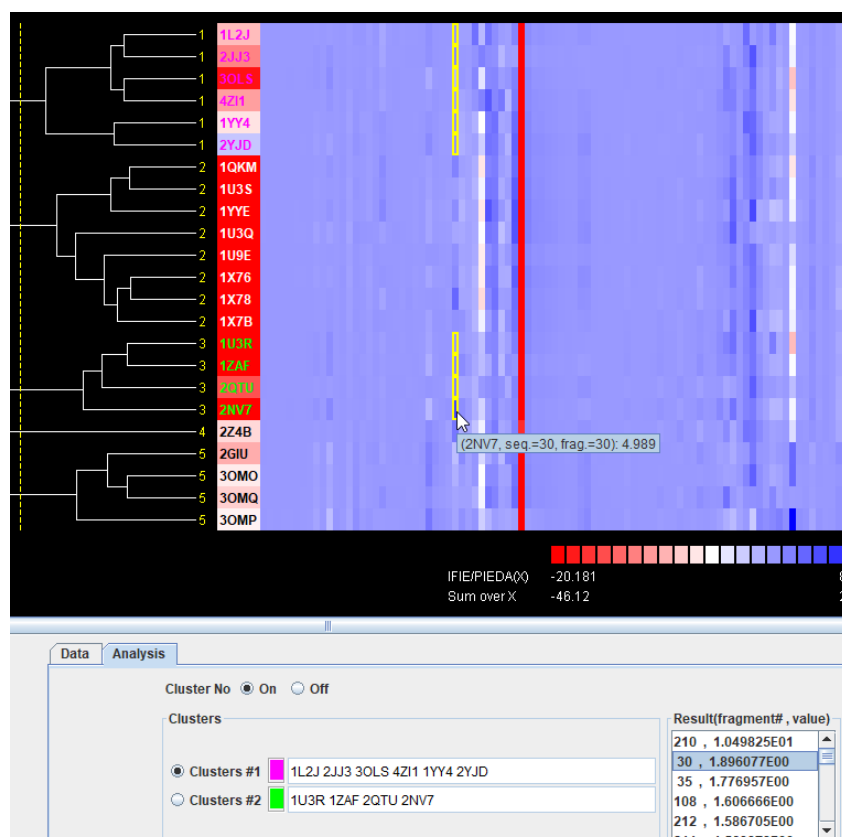 1 1L2J
1 2JJ3
1 3OLS
1 4ZI1
1 1YY4
1 2YJD
2 1QKM
2 1U3S
2 1YYE
2 1U3Q
2 1U9E
2 1X76
2 1X78
2 1X7B
3 1U3R
3 1ZAF
3 2QTU
3 2NV7
4 2Z4B
(2NV7, seq.=30, frag.=30): 4.989
5 2GIU
5 3OMO
5 3OMQ
5 3OMP
IFIE/PIEDA(X) -20.181
Sum over X -46.12
Data Analysis
Cluster No On Off
Clusters
Result(fragment# , value)
210 , 1.049825E01
30 , 1.896077E00
35 , 1.776957E00
108 , 1.606666E00
212 , 1.586705E00
Clusters #1 1L2J 2JJ3 3OLS 4ZI1 1YY4 2YJD
Clusters #2 1U3R 1ZAF 2QTU 2NV7